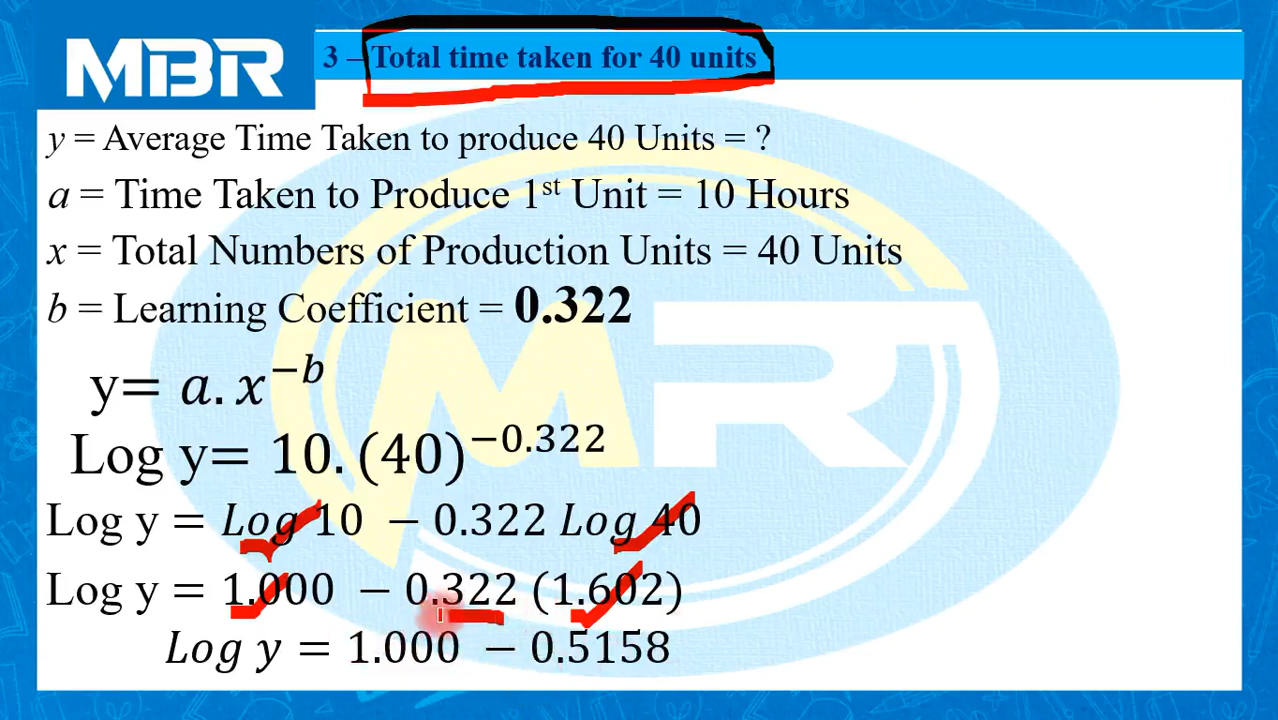 MBR
3 – Total time taken for 40 units
y = Average Time Taken to produce 40 Units = ?
a = Time Taken to Produce 1ˢᵗ Unit = 10 Hours
x = Total Numbers of Production Units = 40 Units
b = Learning Coefficient = 0.322
y= a. x^{−b}
Log y= 10. (40)^{−0.322}
Log y = Log 10 − 0.322 Log 40
Log y = 1.000 − 0.322 (1.602)
Log y = 1.000 − 0.5158
MR